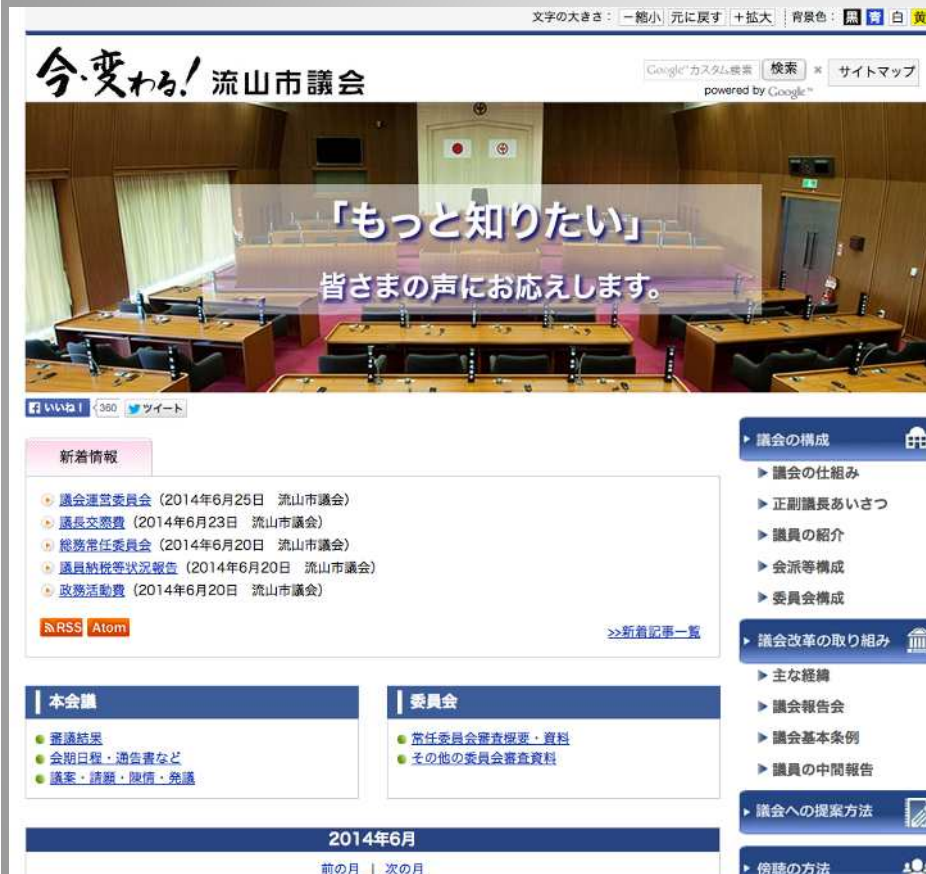 文字の大きさ： －縮小 元に戻す ＋拡大 背景色： 黒 青 白 黄
今・変わる! 流山市議会
Google™カスタム検索 検索 × サイトマップ
powered by Google™
「もっと知りたい」
皆さまの声にお応えします。
いいね！ 360 ツイート
新着情報
議会運営委員会（2014年6月25日　流山市議会）
議長交際費（2014年6月23日　流山市議会）
総務常任委員会（2014年6月20日　流山市議会）
議員納税等状況報告（2014年6月20日　流山市議会）
政務活動費（2014年6月20日　流山市議会）
RSS Atom
>>新着記事一覧
本会議
審議結果
会期日程・通告書など
議案・請願・陳情・発議
委員会
常任委員会審査概要・資料
その他の委員会審査資料
2014年6月
前の月 | 次の月
議会の構成
議会の仕組み
正副議長あいさつ
議員の紹介
会派等構成
委員会構成
議会改革の取り組み
主な経緯
議会報告会
議会基本条例
議員の中間報告
議会への提案方法
傍聴の方法